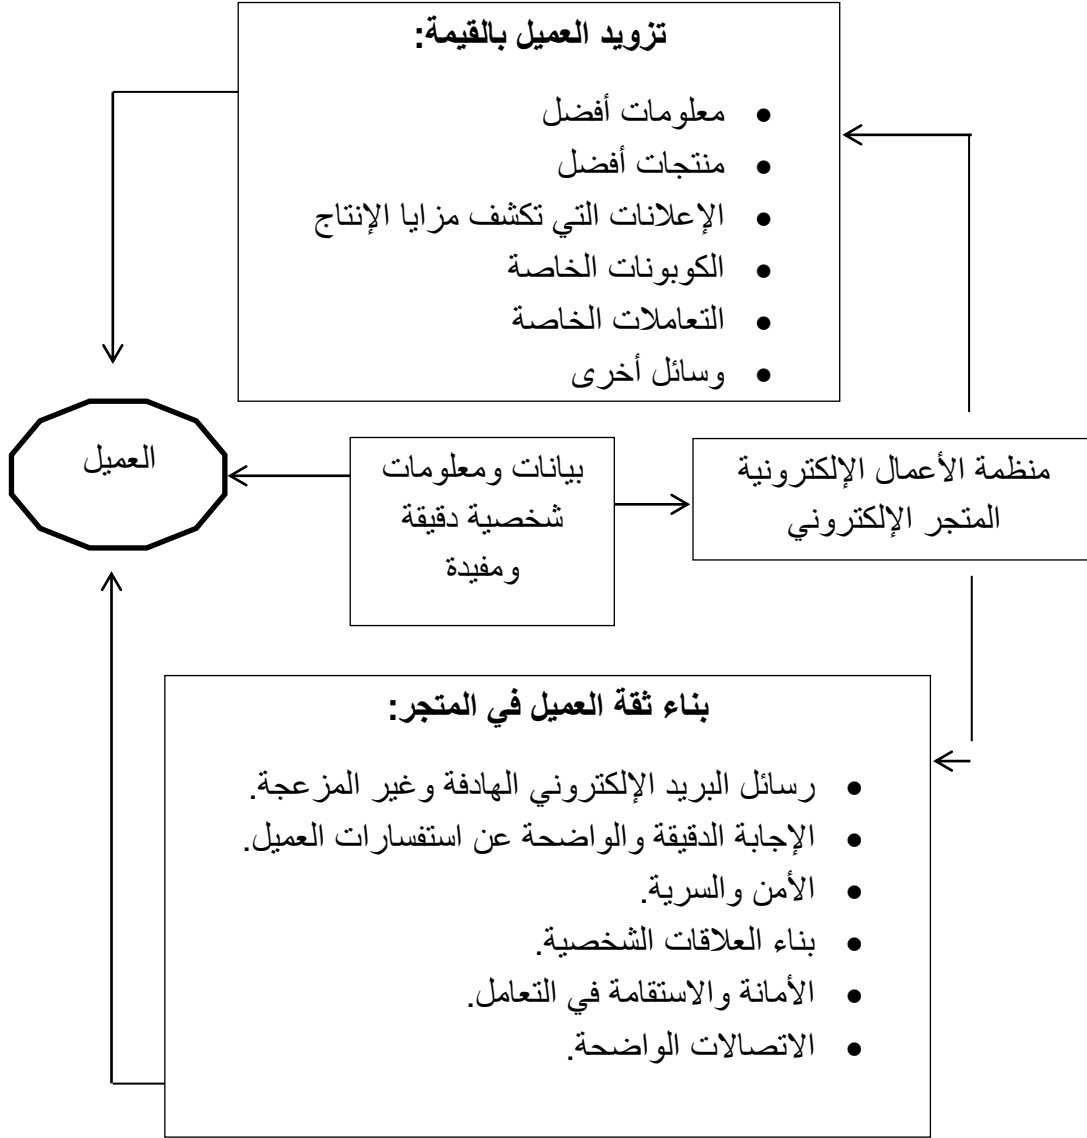 تزويد العميل بالقيمة:
• معلومات أفضل
• منتجات أفضل
• الإعلانات التي تكشف مزايا الإنتاج
• الكوبونات الخاصة
• التعاملات الخاصة
• وسائل أخرى
منظمة الأعمال الإلكترونية
المتجر الإلكتروني
بيانات ومعلومات
شخصية دقيقة
ومفيدة
العميل
بناء ثقة العميل في المتجر:
• رسائل البريد الإلكتروني الهادفة وغير المزعجة.
• الإجابة الدقيقة والواضحة عن استفسارات العميل.
• الأمن والسرية.
• بناء العلاقات الشخصية.
• الأمانة والاستقامة في التعامل.
• الاتصالات الواضحة.